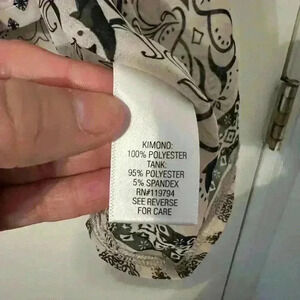 KIMONO:
100% POLYESTER
TANK:
95% POLYESTER
5% SPANDEX
RN#119794
SEE REVERSE
FOR CARE